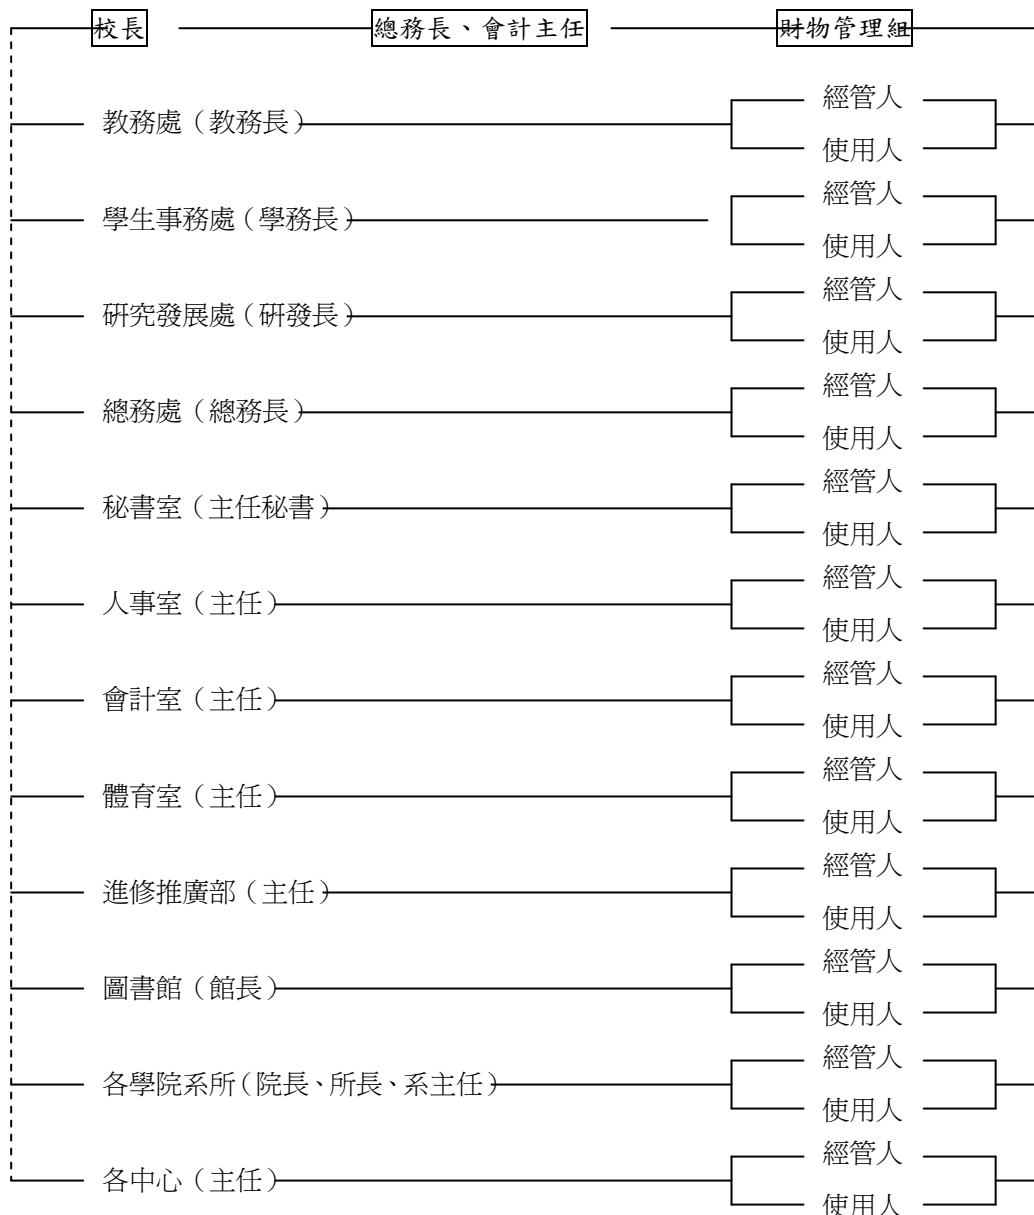 校長 總務長、會計主任 財物管理組
經管人
教務處（教務長）
使用人
經管人
學生事務處（學務長）
使用人
經管人
研究發展處（研發長）
使用人
經管人
總務處（總務長）
使用人
經管人
秘書室（主任秘書）
使用人
經管人
人事室（主任）
使用人
經管人
會計室（主任）
使用人
經管人
體育室（主任）
使用人
經管人
進修推廣部（主任）
使用人
經管人
圖書館（館長）
使用人
經管人
各學院系所（院長、所長、系主任）
使用人
經管人
各中心（主任）
使用人